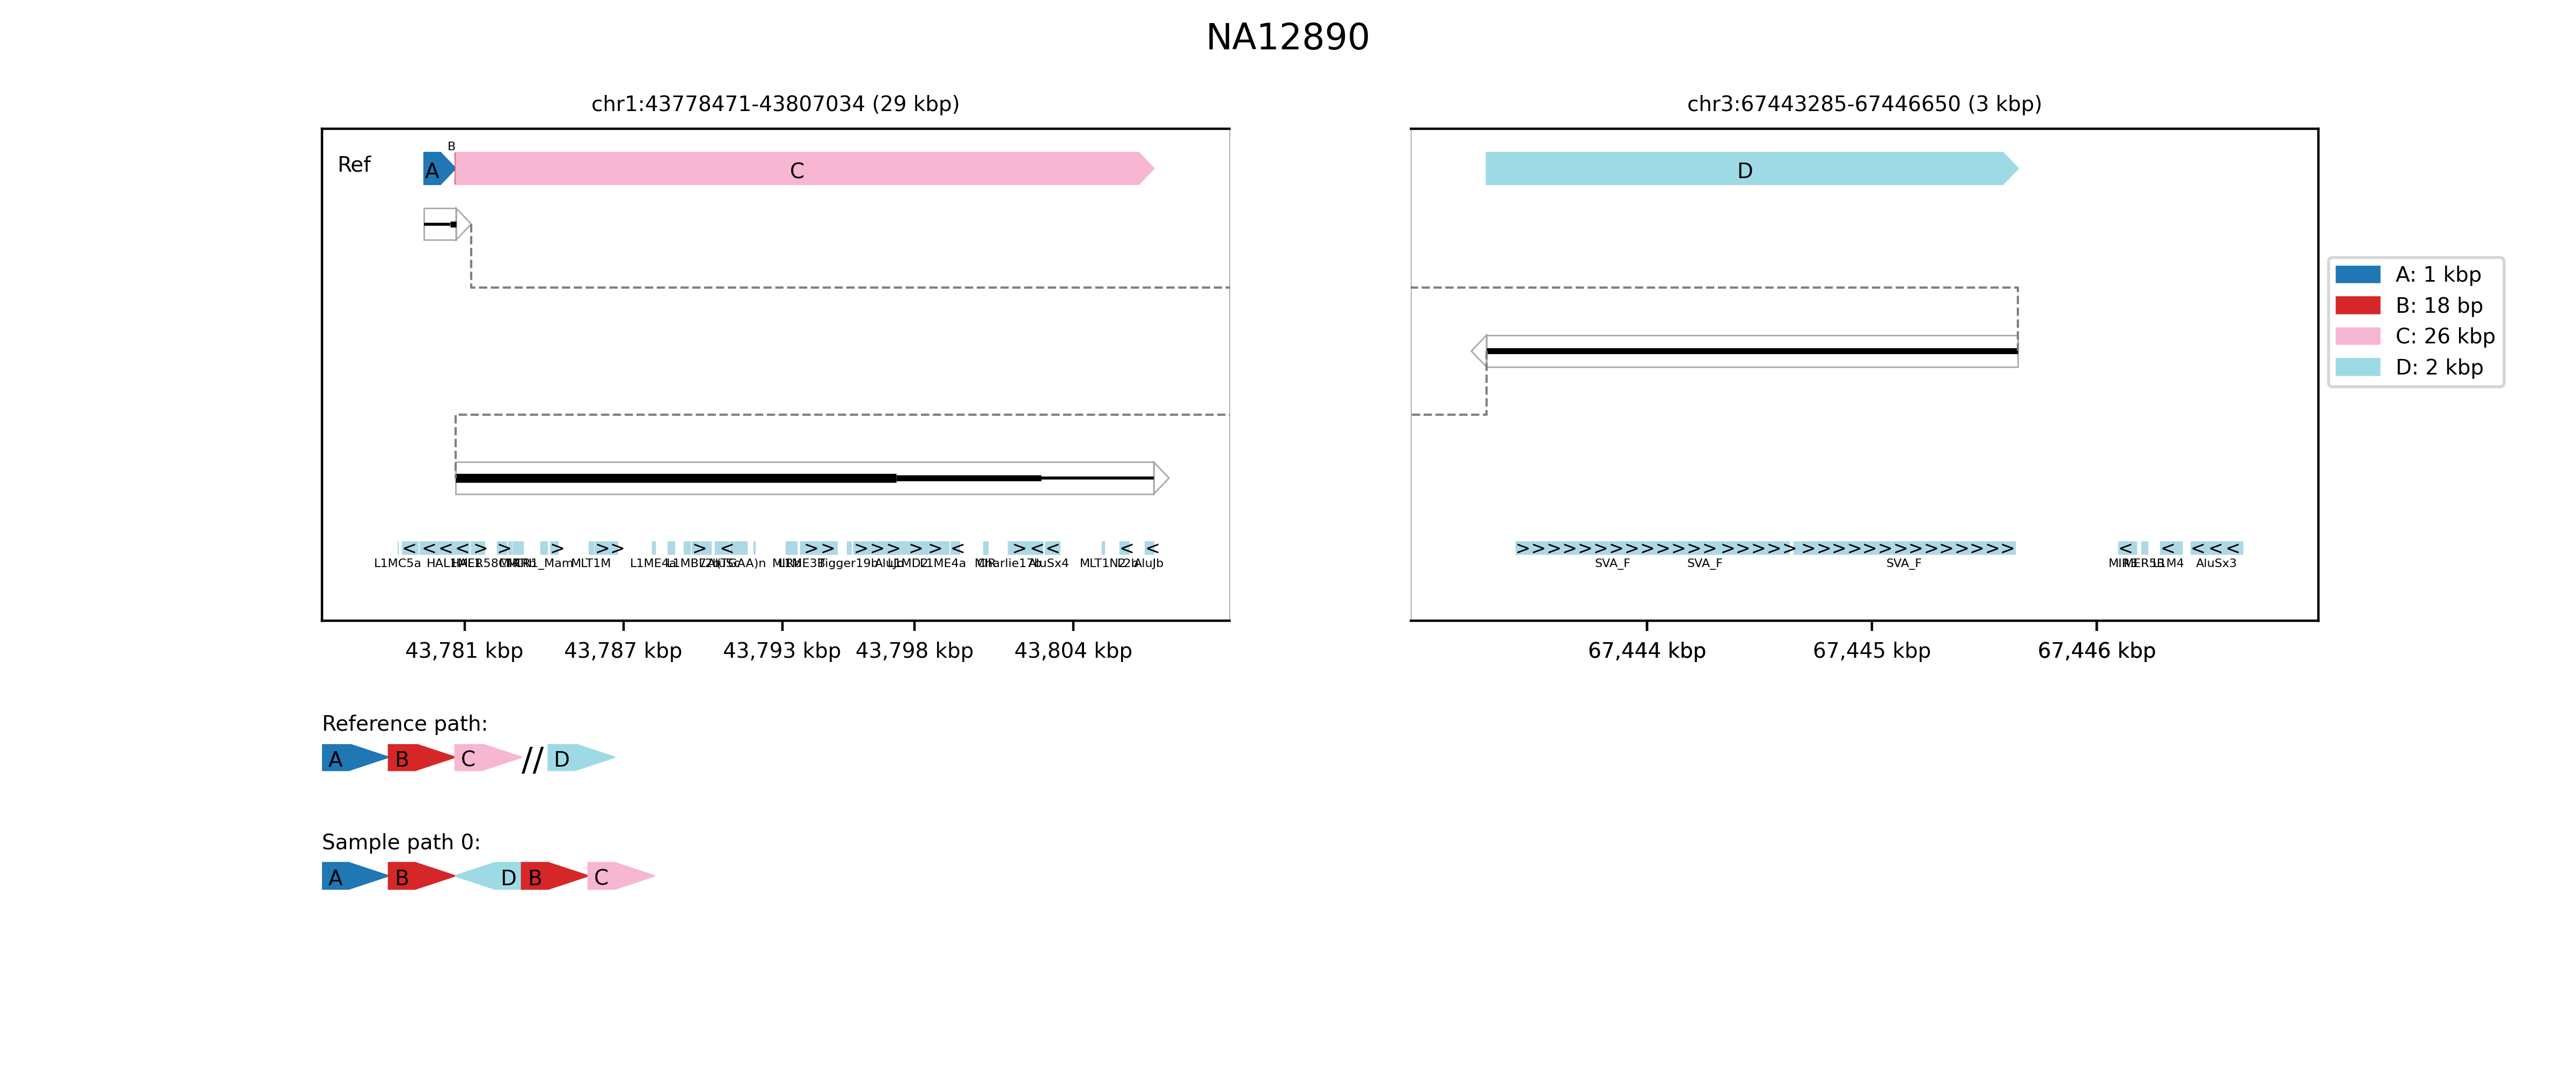 NA12890
chr1:43778471-43807034 (29 kbp)
chr3:67443285-67446650 (3 kbp)
Ref
A
B
C
D
A: 1 kbp
B: 18 bp
C: 26 kbp
D: 2 kbp
L1MC5a
MLT1M
AluSx4
AluJb
SVA_F SVA_F SVA_F
L1M4 AluSx3
43,781 kbp 43,787 kbp 43,793 kbp 43,798 kbp 43,804 kbp
67,444 kbp 67,445 kbp 67,446 kbp
Reference path:
A B C // D
Sample path 0:
A B D B C